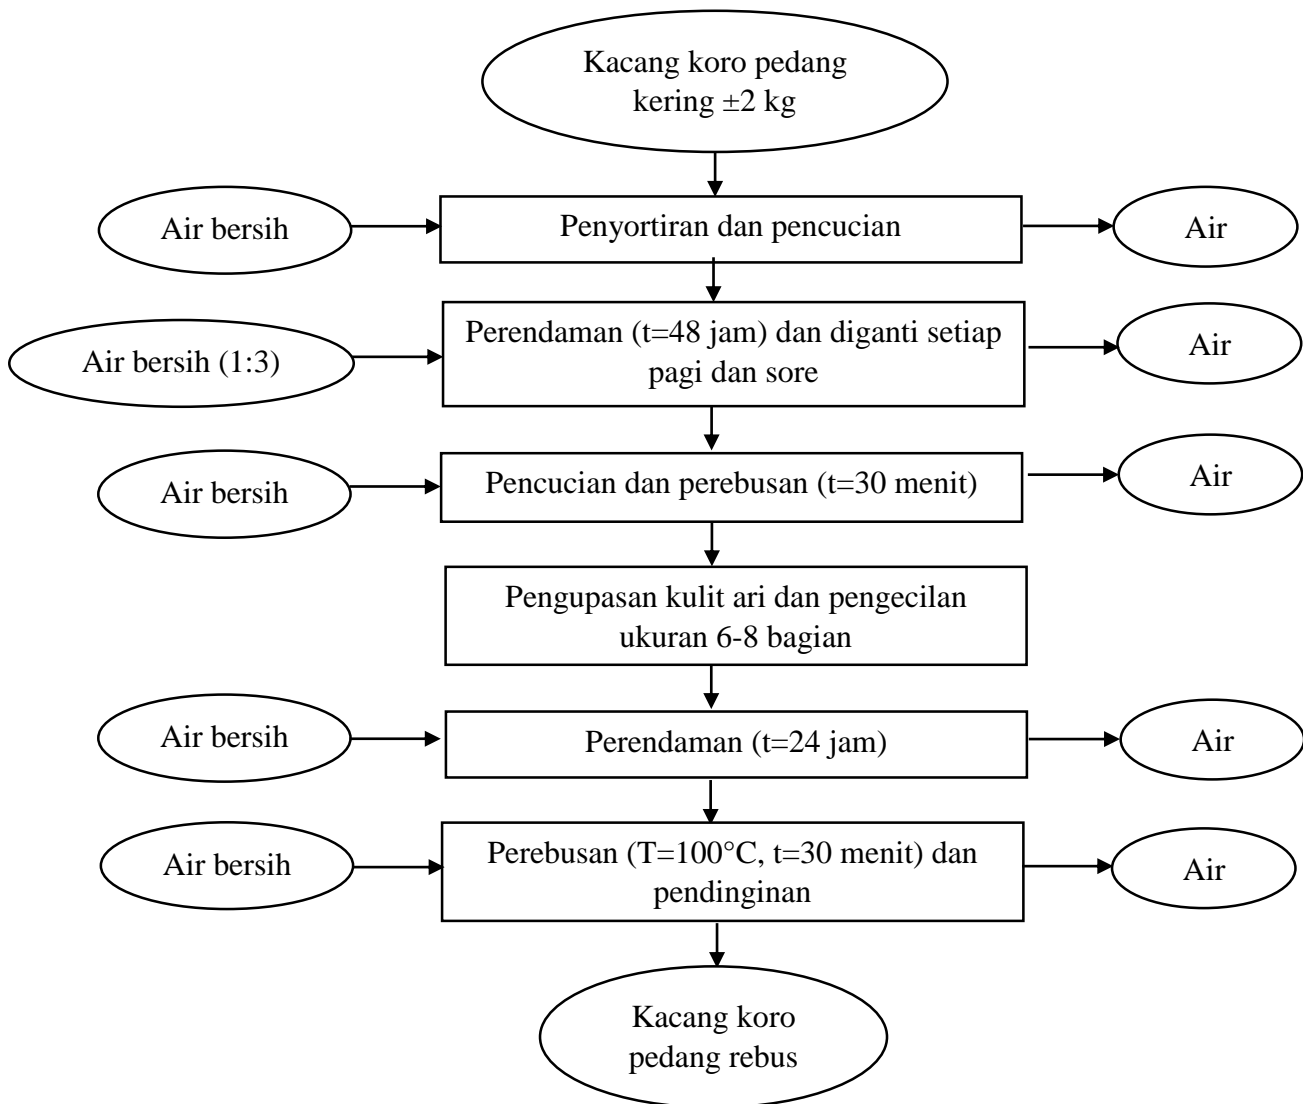 Kacang koro pedang
kering ±2 kg
Air bersih
Penyortiran dan pencucian
Air
Air bersih (1:3)
Perendaman (t=48 jam) dan diganti setiap
pagi dan sore
Air
Air bersih
Pencucian dan perebusan (t=30 menit)
Air
Pengupasan kulit ari dan pengecilan
ukuran 6-8 bagian
Air bersih
Perendaman (t=24 jam)
Air
Air bersih
Perebusan (T=100°C, t=30 menit) dan
pendinginan
Air
Kacang koro
pedang rebus